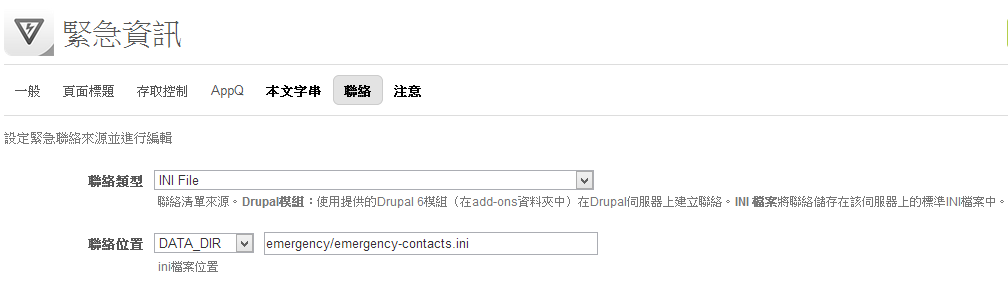 緊急資訊
一般 頁面標題 存取控制 AppQ 本文字串 聯絡 注意
設定緊急聯絡來源並進行編輯
聯絡類型 INI File
聯絡清單來源。Drupal模組：使用提供的Drupal 6模組（在add-ons資料夾中）在Drupal伺服器上建立聯絡。INI 檔案將聯絡儲存在該伺服器上的標準INI檔案中。
聯絡位置 DATA_DIR emergency/emergency-contacts.ini
ini檔案位置